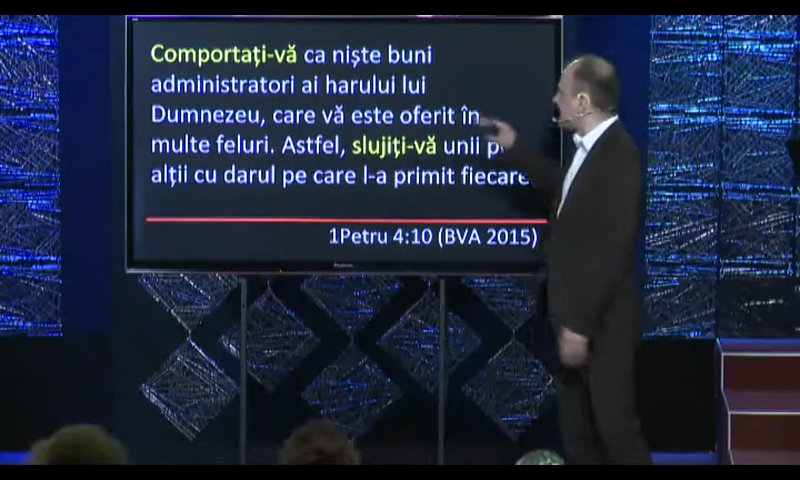 Comportați-vă ca niște buni
administratori ai harului lui
Dumnezeu, care vă este oferit în
multe feluri. Astfel, slujiți-vă unii
alții cu darul pe care l-a primit fiecare
1Petru 4:10 (BVA 2015)
Panasonic